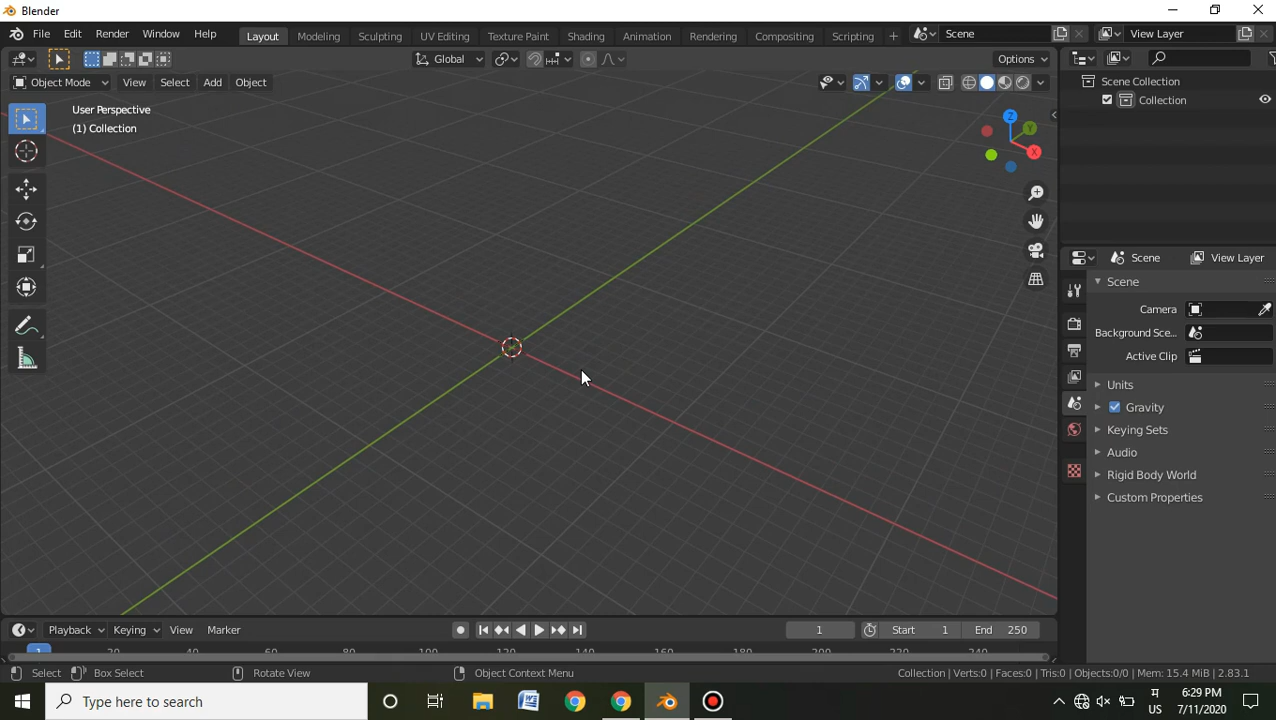 Blender
File Edit Render Window Help Layout Modeling Sculpting UV Editing Texture Paint Shading Animation Rendering Compositing Scripting + Scene View Layer
Global Options
Object Mode View Select Add Object
Scene Collection
Collection
User Perspective
(1) Collection
Z
Y
X
Scene View Layer
Scene
Camera
Background Sce...
Active Clip
Units
Gravity
Keying Sets
Audio
Rigid Body World
Custom Properties
Playback Keying View Marker 1 Start 1 End 250
1 20 40 60 80 100 120 140 160 180 200 220 240
Select Box Select Rotate View Object Context Menu Collection | Verts:0 | Faces:0 | Tris:0 | Objects:0/0 | Mem: 15.4 MiB | 2.83.1
Type here to search
म 6:29 PM
US 7/11/2020